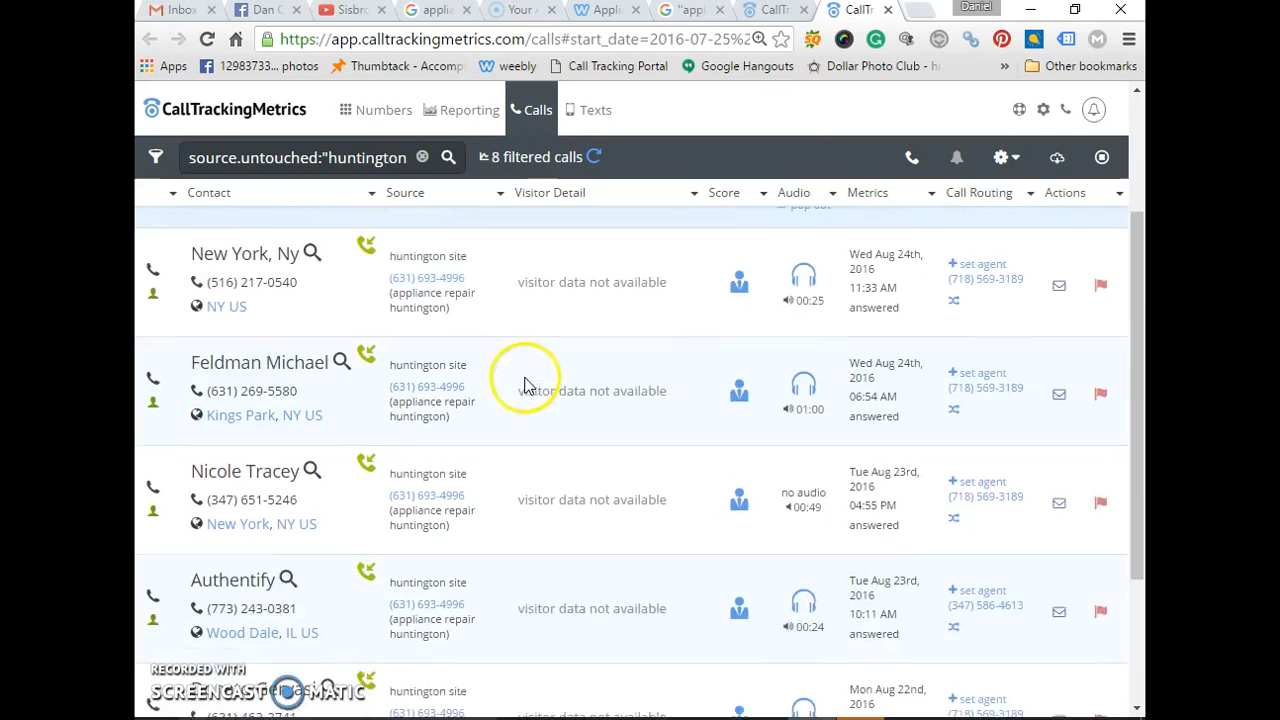 Inbox
Dan C
Sisbro
applia
Your A
Appli
"appl
CallTr
CallTr
Daniel
https://app.calltrackingmetrics.com/calls#start_date=2016-07-25%2
Apps
12983733... photos
Thumbtack - Accomp
weebly
Call Tracking Portal
Google Hangouts
Dollar Photo Club - hi
»
Other bookmarks
CallTrackingMetrics
Numbers
Reporting
Calls
Texts
source.untouched:"huntington
8 filtered calls
Contact
Source
Visitor Detail
Score
Audio
Metrics
Call Routing
Actions
pop out
New York, Ny
(516) 217-0540
NY US
huntington site
(631) 693-4996
(appliance repair
huntington)
visitor data not available
00:25
Wed Aug 24th,
2016
11:33 AM
answered
+ set agent
(718) 569-3189
Feldman Michael
(631) 269-5580
Kings Park, NY US
huntington site
(631) 693-4996
(appliance repair
huntington)
visitor data not available
01:00
Wed Aug 24th,
2016
06:54 AM
answered
+ set agent
(718) 569-3189
Nicole Tracey
(347) 651-5246
New York, NY US
huntington site
(631) 693-4996
(appliance repair
huntington)
visitor data not available
no audio
00:49
Tue Aug 23rd,
2016
04:55 PM
answered
+ set agent
(718) 569-3189
Authentify
(773) 243-0381
Wood Dale, IL US
huntington site
(631) 693-4996
(appliance repair
huntington)
visitor data not available
00:24
Tue Aug 23rd,
2016
10:11 AM
answered
+ set agent
(347) 586-4613
huntington site
(631) 693-4996
Mon Aug 22nd,
2016
+ set agent
RECORDED WITH
SCREENCAST MATIC